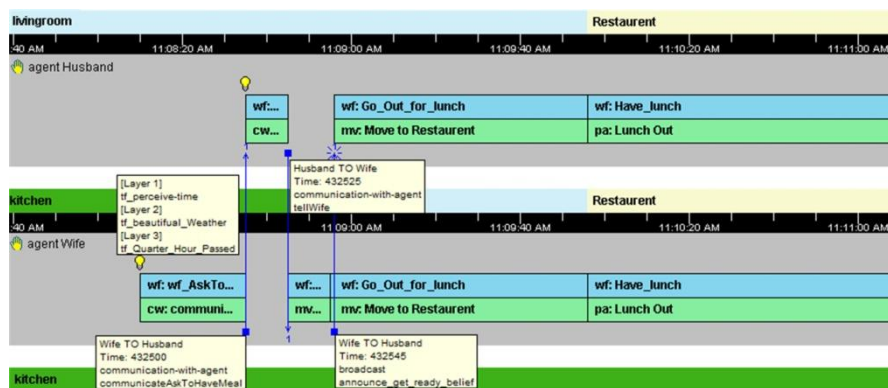 livingroom
Restaurent
:40 AM 11:08:20 AM 11:09:00 AM 11:09:40 AM 11:10:20 AM 11:11:00 AM
agent Husband
wf:... wf: Go_Out_for_lunch wf: Have_lunch
cw... mv: Move to Restaurent pa: Lunch Out
Husband TO Wife
Time: 432525
communication-with-agent
tellWife
[Layer 1]
tf_perceive-time
[Layer 2]
tf_beautifual_Weather
[Layer 3]
tf_Quarter_Hour_Passed
kitchen
Restaurent
:40 AM 11:09:00 AM 11:09:40 AM 11:10:20 AM 11:11:00 AM
agent Wife
wf: wf_AskTo... wf:... wf: Go_Out_for_lunch wf: Have_lunch
cw: communi... mv... mv: Move to Restaurent pa: Lunch Out
1
Wife TO Husband
Time: 432500
communication-with-agent
communicateAskToHaveMeal
Wife TO Husband
Time: 432545
broadcast
announce_get_ready_belief
kitchen